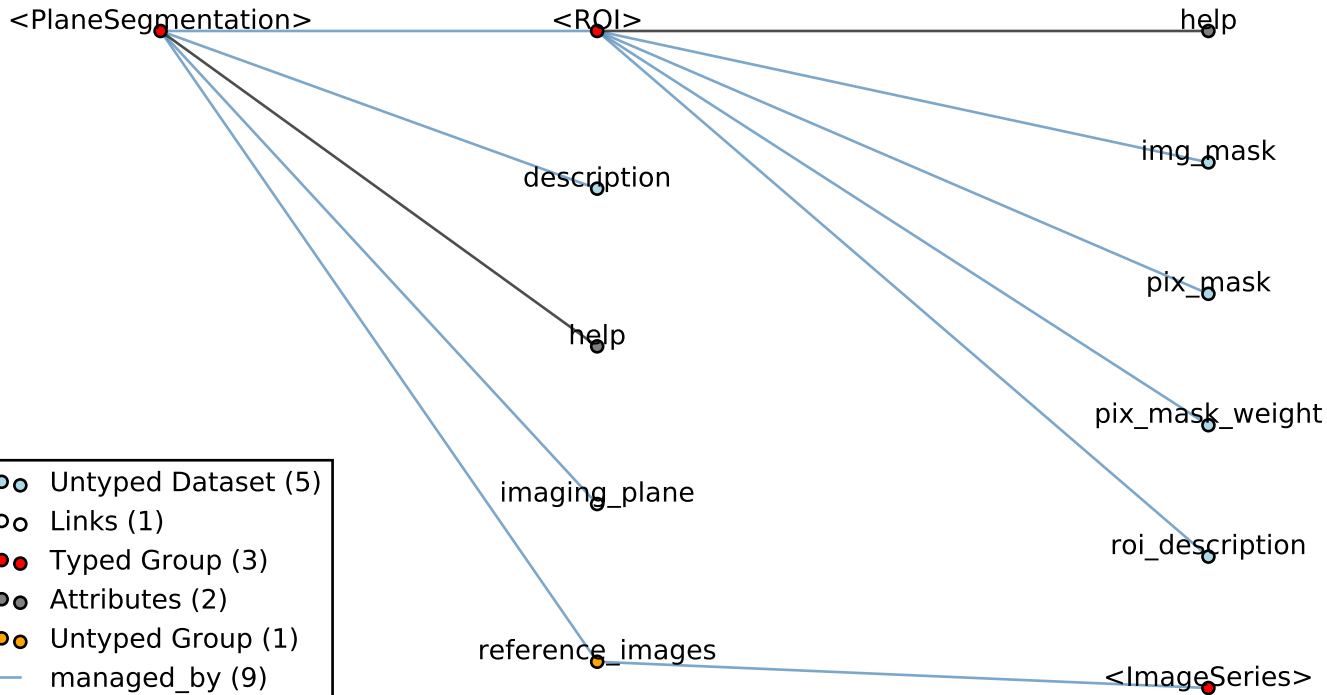 <PlaneSegmentation>
<ROI>
help
img_mask
description
pix_mask
help
pix_mask_weight
imaging_plane
roi_description
reference_images
<ImageSeries>
Untyped Dataset (5)
Links (1)
Typed Group (3)
Attributes (2)
Untyped Group (1)
managed_by (9)